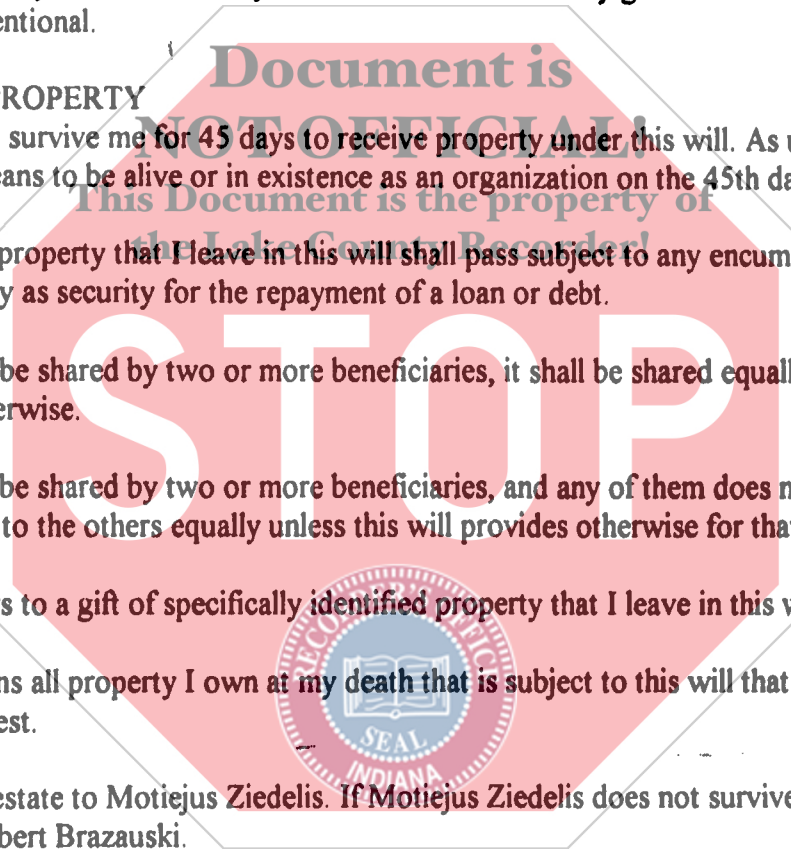 entional.
Document is
ROPERTY
NOT OFFICIAL!
survive me for 45 days to receive property under this will. As u
eans to be alive or in existence as an organization on the 45th da
This Document is the property of
the Lake County Recorder!
property that I leave in this will shall pass subject to any encum
y as security for the repayment of a loan or debt.
STOP
be shared by two or more beneficiaries, it shall be shared equall
erwise.
be shared by two or more beneficiaries, and any of them does n
to the others equally unless this will provides otherwise for tha
s to a gift of specifically identified property that I leave in this w
RECORDER'S OFFICE
ns all property I own at my death that is subject to this will that
est.
SEAL
INDIANA
estate to Motiejus Ziedelis. If Motiejus Ziedelis does not survive
bert Brazauski.